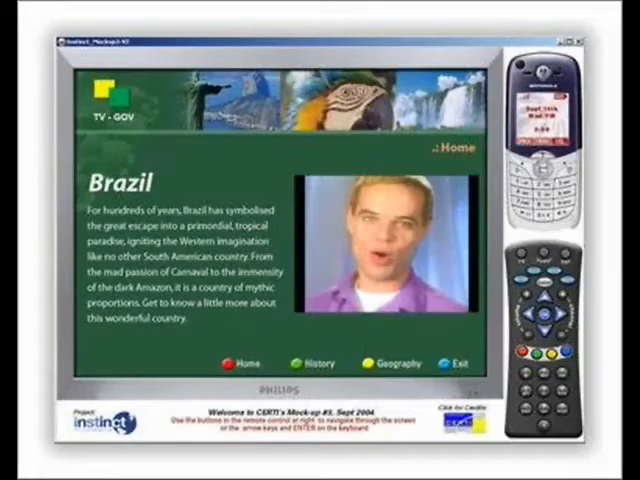 Instinct_Mockup3-V3
TV - GOV
.: Home
Brazil
For hundreds of years, Brazil has symbolised
the great escape into a primordial, tropical
paradise, igniting the Western imagination
like no other South American country. From
the mad passion of Carnaval to the immensity
of the dark Amazon, it is a country of mythic
proportions. Get to know a little more about
this wonderful country.
Home History Geography Exit
PHILIPS
MOTOROLA
Project:
instinct
Welcome to CERTI's Mock-up #3. Sept 2004.
Use the buttons in the remote control at right to navigate through the screen
or the arrow keys and ENTER on the keyboard
Click for Credits